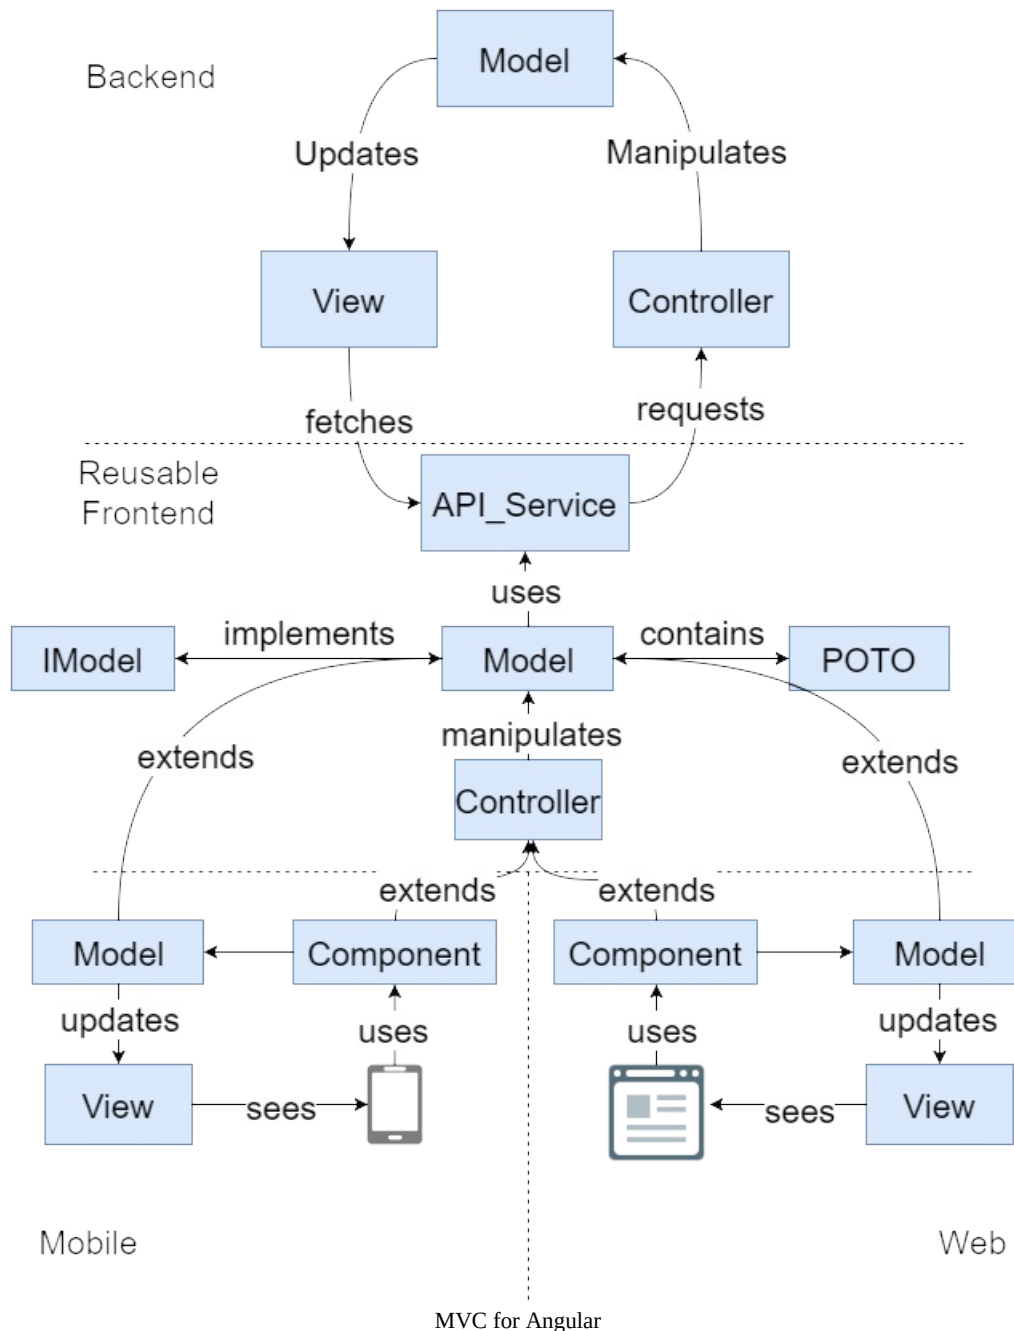 Model
Backend
Updates
Manipulates
View
Controller
fetches
requests
Reusable
Frontend
API_Service
uses
implements
contains
IModel
Model
POTO
manipulates
extends
extends
Controller
extends
extends
Model
Component
Component
Model
updates
uses
uses
updates
View
sees
sees
View
Mobile
Web
MVC for Angular